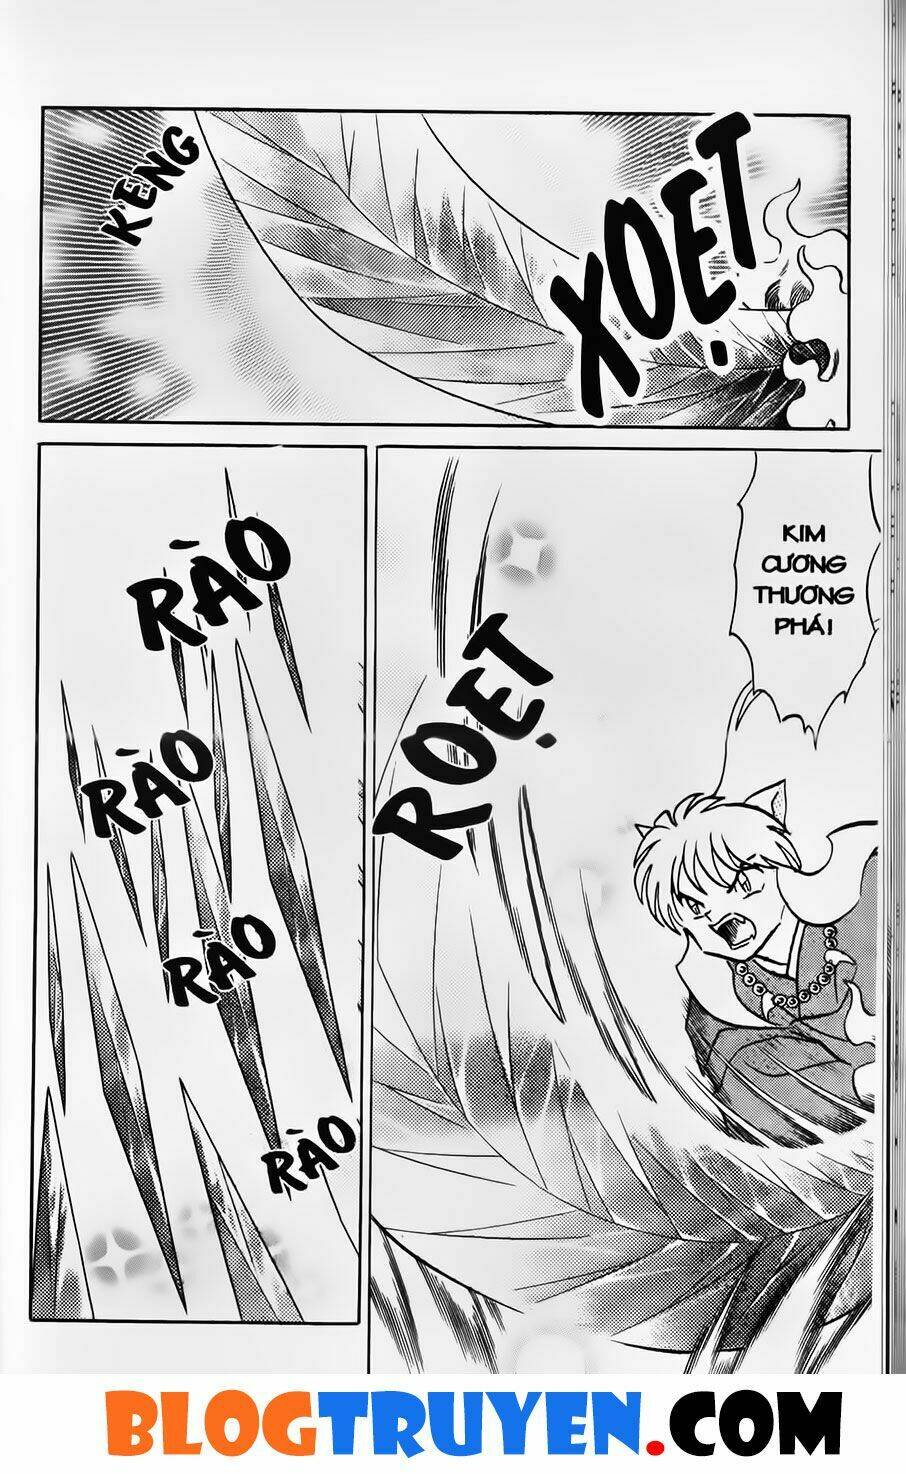 KENG
XOẸT
KIM
CƯƠNG
THƯƠNG
PHÁ!
ROẸT
RÀO
RÀO
RÀO
RÀO
BLOGTRUYEN.COM